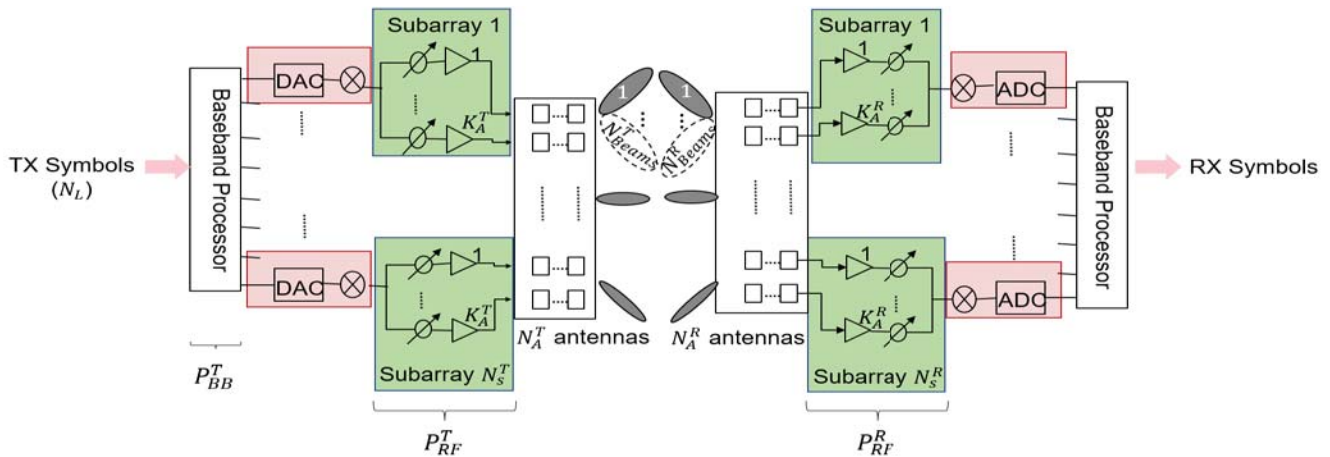 Subarray 1
DAC
1
K_A^T
Baseband Processor
TX Symbols
(N_L)
DAC
1
K_A^T
Subarray N_s^T
P_BB^T
P_RF^T
1
N_Beams^T
1
N_Beams^R
N_A^T antennas
N_A^R antennas
Subarray 1
1
K_A^R
ADC
Baseband Processor
RX Symbols
1
K_A^R
ADC
Subarray N_s^R
P_RF^R